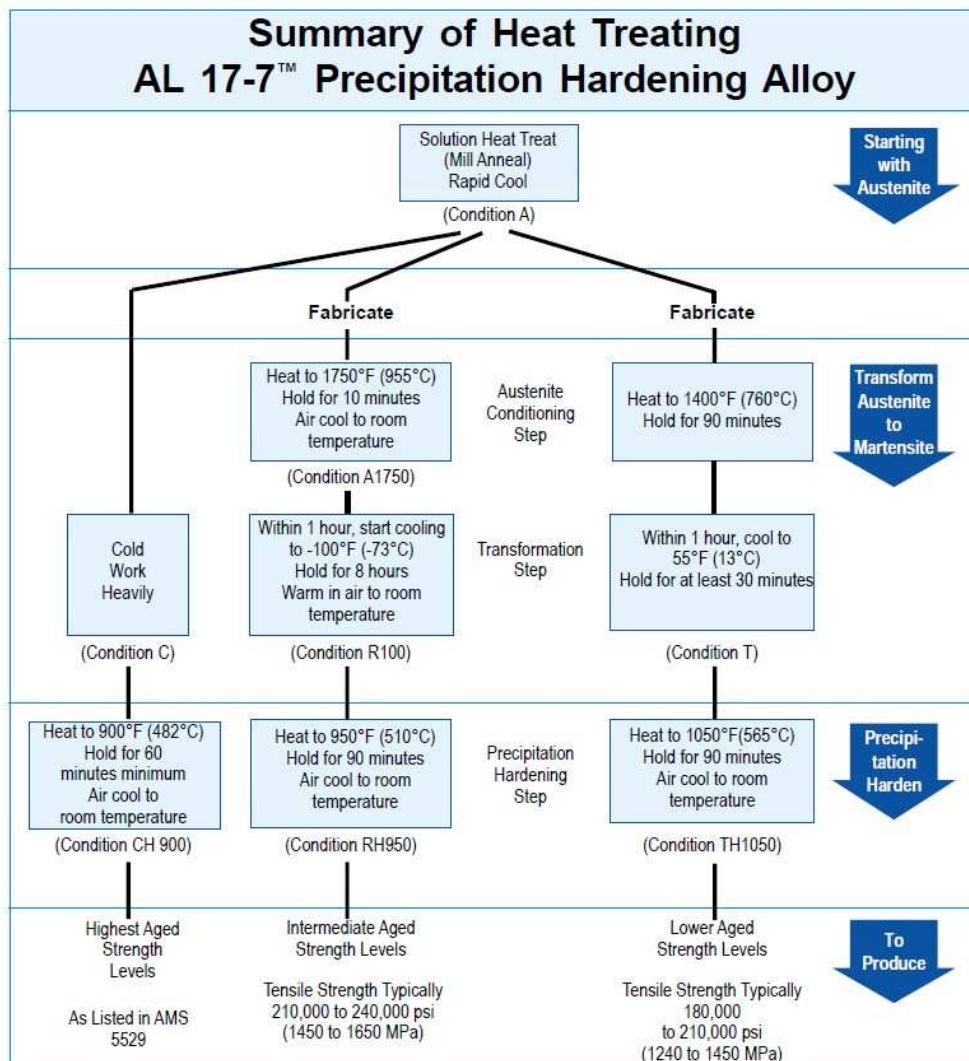 Summary of Heat Treating
AL 17-7™ Precipitation Hardening Alloy
Solution Heat Treat
(Mill Anneal)
Rapid Cool
(Condition A)
Starting
with
Austenite
Fabricate
Fabricate
Heat to 1750°F (955°C)
Hold for 10 minutes
Air cool to room
temperature
(Condition A1750)
Austenite
Conditioning
Step
Heat to 1400°F (760°C)
Hold for 90 minutes
Transform
Austenite
to
Martensite
Cold
Work
Heavily
(Condition C)
Within 1 hour, start cooling
to -100°F (-73°C)
Hold for 8 hours
Warm in air to room
temperature
(Condition R100)
Transformation
Step
Within 1 hour, cool to
55°F (13°C)
Hold for at least 30 minutes
(Condition T)
Heat to 900°F (482°C)
Hold for 60
minutes minimum
Air cool to
room temperature
(Condition CH 900)
Heat to 950°F (510°C)
Hold for 90 minutes
Air cool to room
temperature
(Condition RH950)
Precipitation
Hardening
Step
Heat to 1050°F(565°C)
Hold for 90 minutes
Air cool to room
temperature
(Condition TH1050)
Precipi-
tation
Harden
Highest Aged
Strength
Levels
As Listed in AMS
5529
Intermediate Aged
Strength Levels
Tensile Strength Typically
210,000 to 240,000 psi
(1450 to 1650 MPa)
Lower Aged
Strength Levels
Tensile Strength Typically
180,000
to 210,000 psi
(1240 to 1450 MPa)
To
Produce